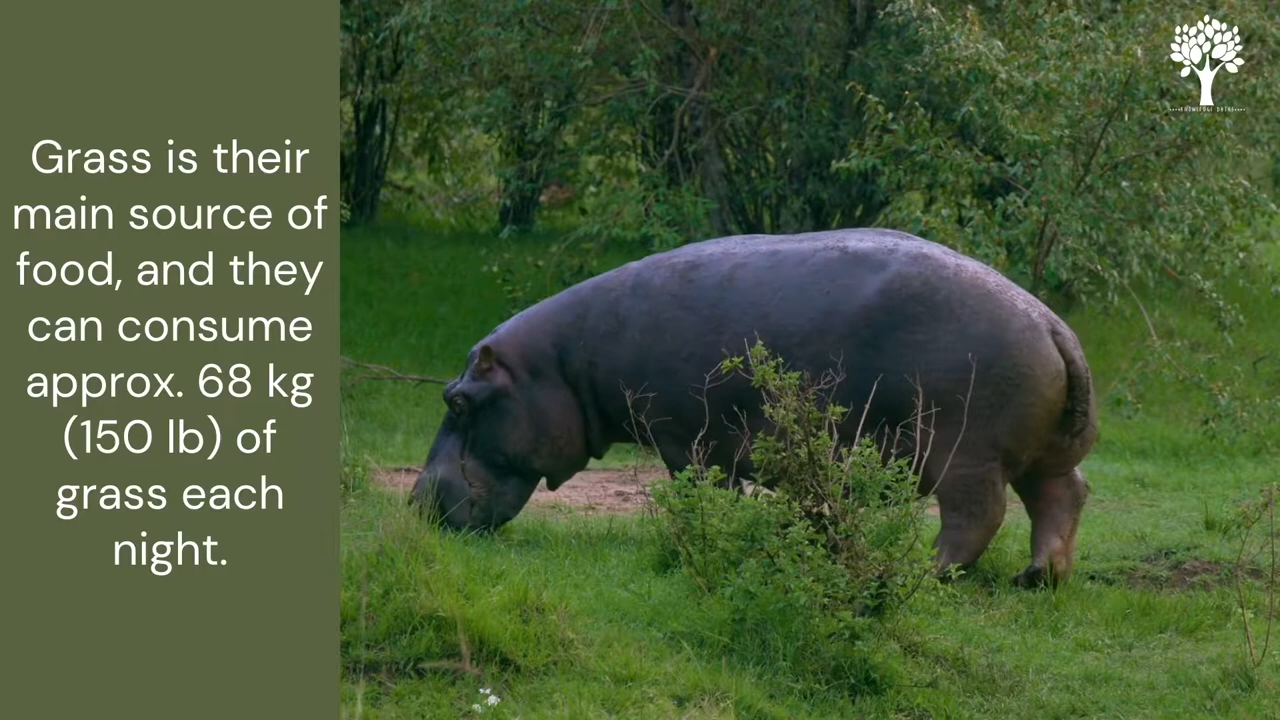 Grass is their
main source of
food, and they
can consume
approx. 68 kg
(150 lb) of
grass each
night.